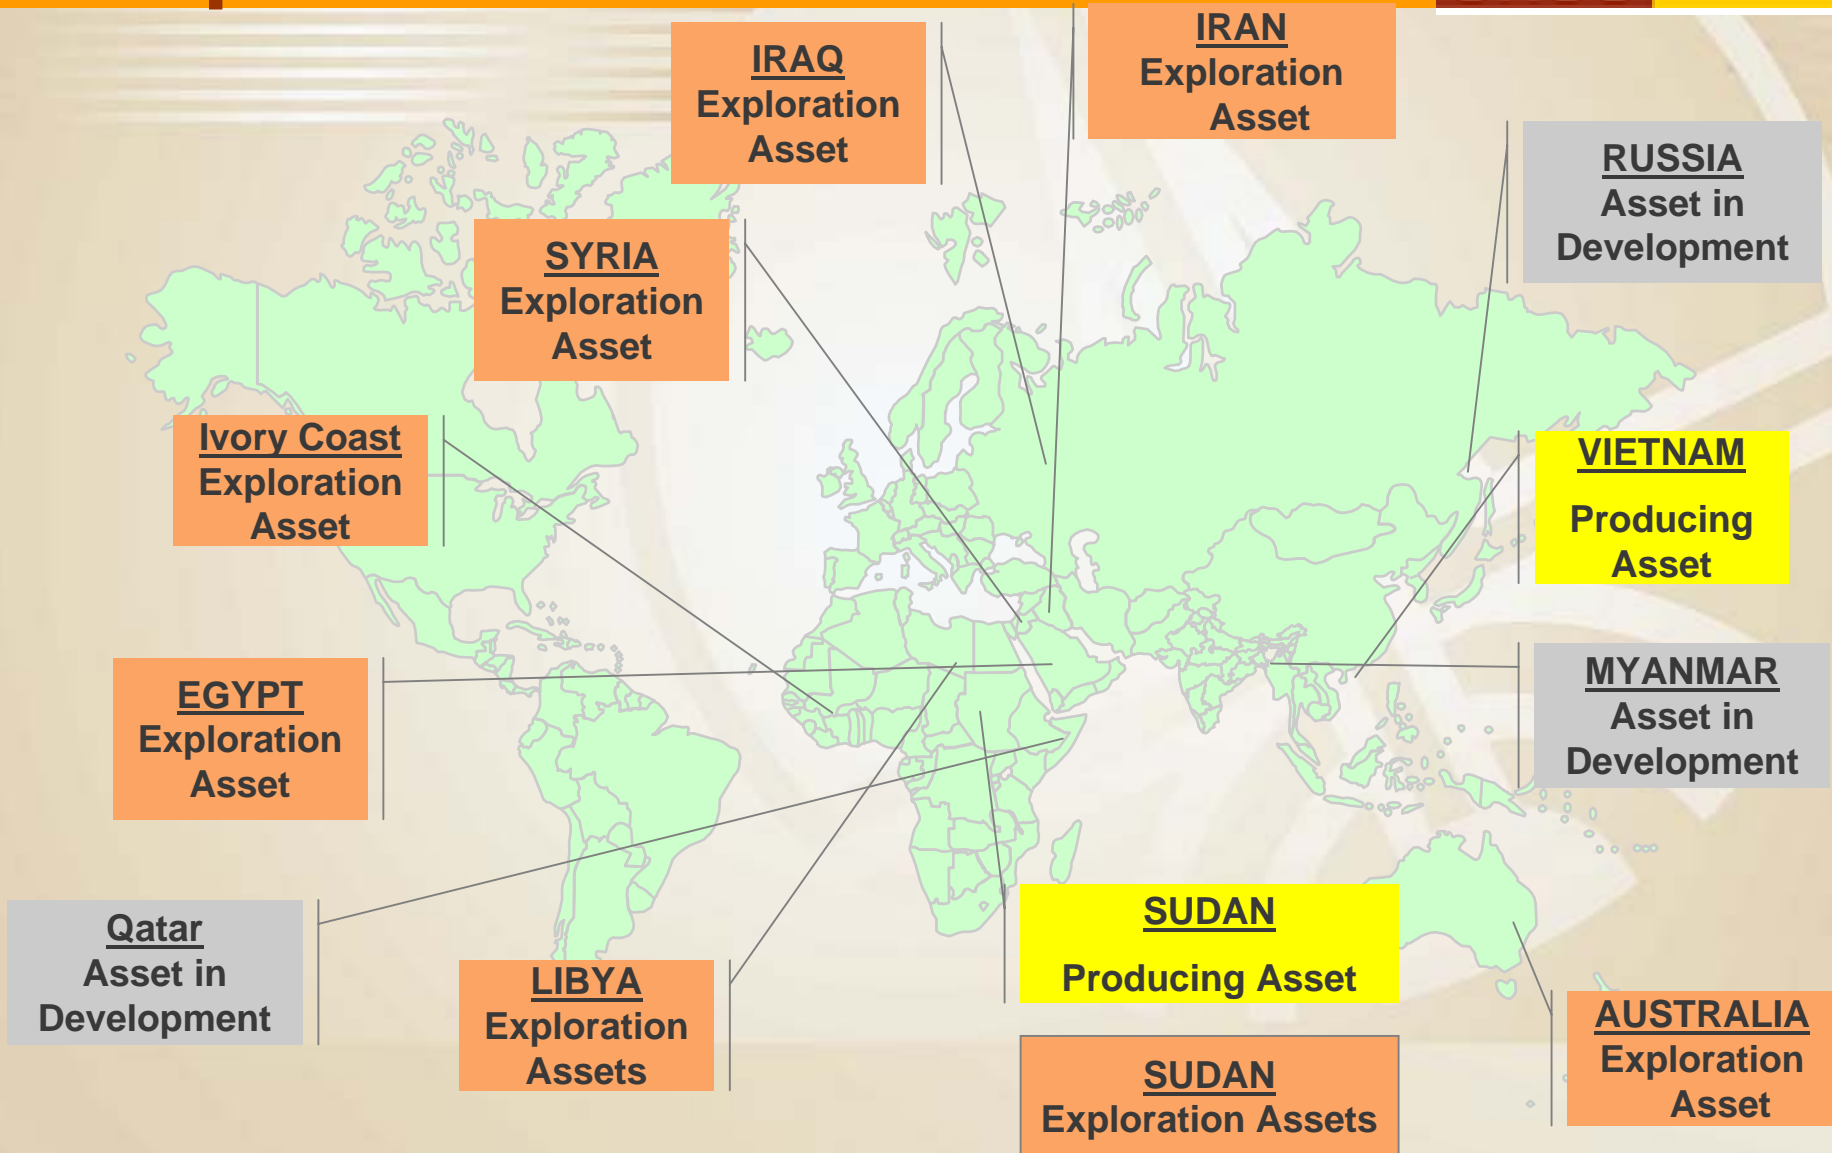 IRAQ
Exploration
Asset
IRAN
Exploration
Asset
RUSSIA
Asset in
Development
SYRIA
Exploration
Asset
Ivory Coast
Exploration
Asset
VIETNAM
Producing
Asset
EGYPT
Exploration
Asset
MYANMAR
Asset in
Development
Qatar
Asset in
Development
LIBYA
Exploration
Assets
SUDAN
Producing Asset
SUDAN
Exploration Assets
AUSTRALIA
Exploration
Asset